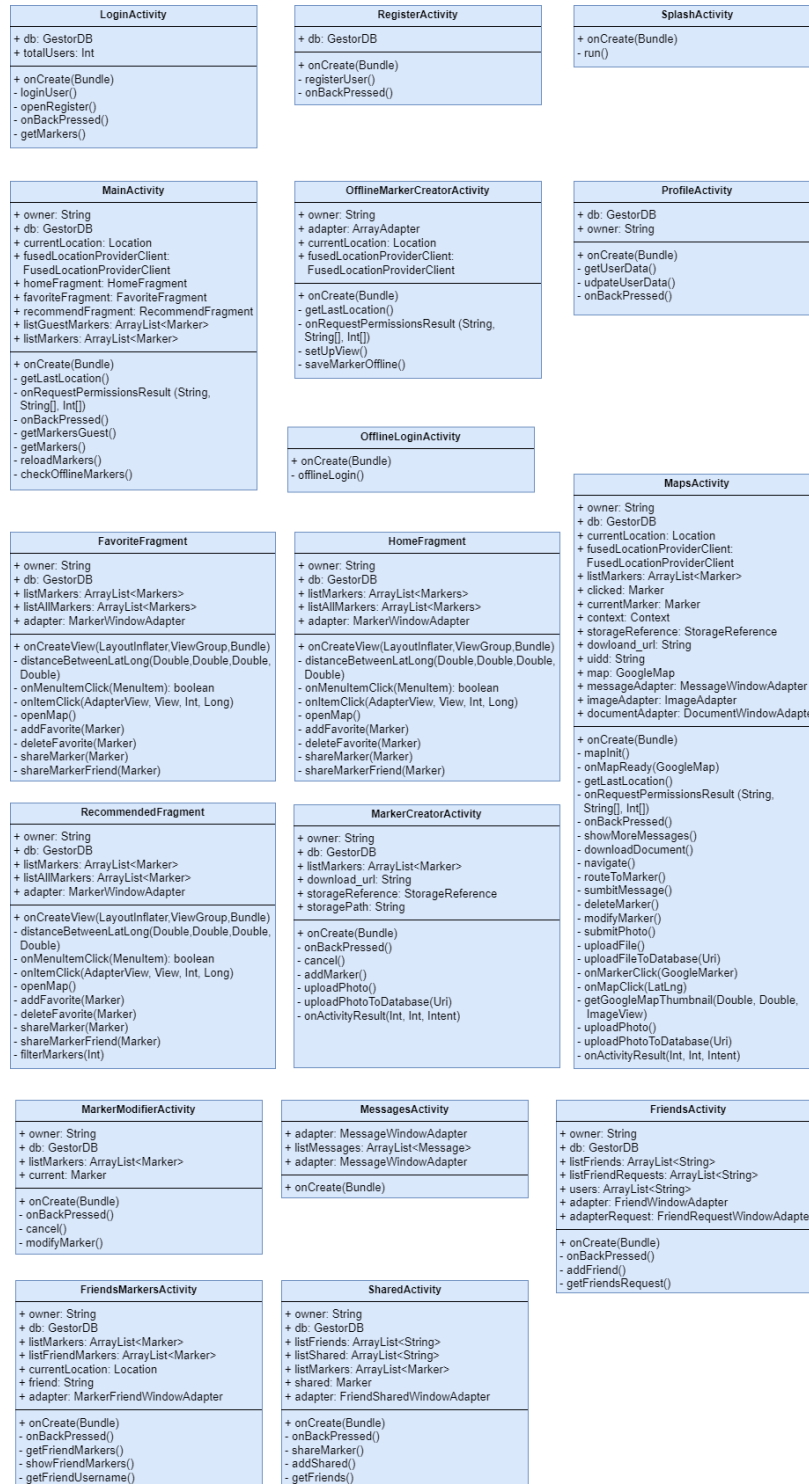 LoginActivity
+ db: GestorDB
+ totalUsers: Int
+ onCreate(Bundle)
- loginUser()
- openRegister()
- onBackPressed()
- getMarkers()
RegisterActivity
+ db: GestorDB
+ onCreate(Bundle)
- registerUser()
- onBackPressed()
SplashActivity
+ onCreate(Bundle)
- run()
MainActivity
+ owner: String
+ db: GestorDB
+ currentLocation: Location
+ fusedLocationProviderClient:
FusedLocationProviderClient
+ homeFragment: HomeFragment
+ favoriteFragment: FavoriteFragment
+ recommendFragment: RecommendFragment
+ listGuestMarkers: ArrayList<Marker>
+ listMarkers: ArrayList<Marker>
+ onCreate(Bundle)
- getLastLocation()
- onRequestPermissionsResult (String,
String[], Int[])
- onBackPressed()
- getMarkersGuest()
- getMarkers()
- reloadMarkers()
- checkOfflineMarkers()
OfflineMarkerCreatorActivity
+ owner: String
+ adapter: ArrayAdapter
+ currentLocation: Location
+ fusedLocationProviderClient:
FusedLocationProviderClient
+ onCreate(Bundle)
- getLastLocation()
- onRequestPermissionsResult (String,
String[], Int[])
- setUpView()
- saveMarkerOffline()
ProfileActivity
+ db: GestorDB
+ owner: String
+ onCreate(Bundle)
- getUserData()
- udpateUserData()
- onBackPressed()
OfflineLoginActivity
+ onCreate(Bundle)
- offlineLogin()
MapsActivity
+ owner: String
+ db: GestorDB
+ currentLocation: Location
+ fusedLocationProviderClient:
FusedLocationProviderClient
+ listMarkers: ArrayList<Marker>
+ clicked: Marker
+ currentMarker: Marker
+ context: Context
+ storageReference: StorageReference
+ dowloand_url: String
+ uidd: String
+ map: GoogleMap
+ messageAdapter: MessageWindowAdapter
+ imageAdapter: ImageAdapter
+ documentAdapter: DocumentWindowAdapte
+ onCreate(Bundle)
- mapInit()
- onMapReady(GoogleMap)
- getLastLocation()
- onRequestPermissionsResult (String,
String[], Int[])
- onBackPressed()
- showMoreMessages()
- downloadDocument()
- navigate()
- routeToMarker()
- sumbitMessage()
- deleteMarker()
- modifyMarker()
- submitPhoto()
- uploadFile()
- uploadFileToDatabase(Uri)
- onMarkerClick(GoogleMarker)
- onMapClick(LatLng)
- getGoogleMapThumbnail(Double, Double,
ImageView)
- uploadPhoto()
- uploadPhotoToDatabase(Uri)
- onActivityResult(Int, Int, Intent)
FavoriteFragment
+ owner: String
+ db: GestorDB
+ listMarkers: ArrayList<Markers>
+ listAllMarkers: ArrayList<Markers>
+ adapter: MarkerWindowAdapter
+ onCreateView(LayoutInflater,ViewGroup,Bundle)
- distanceBetweenLatLong(Double,Double,Double,
Double)
- onMenuItemClick(MenuItem): boolean
- onItemClick(AdapterView, View, Int, Long)
- openMap()
- addFavorite(Marker)
- deleteFavorite(Marker)
- shareMarker(Marker)
- shareMarkerFriend(Marker)
HomeFragment
+ owner: String
+ db: GestorDB
+ listMarkers: ArrayList<Markers>
+ listAllMarkers: ArrayList<Markers>
+ adapter: MarkerWindowAdapter
+ onCreateView(LayoutInflater,ViewGroup,Bundle)
- distanceBetweenLatLong(Double,Double,Double,
Double)
- onMenuItemClick(MenuItem): boolean
- onItemClick(AdapterView, View, Int, Long)
- openMap()
- addFavorite(Marker)
- deleteFavorite(Marker)
- shareMarker(Marker)
- shareMarkerFriend(Marker)
RecommendedFragment
+ owner: String
+ db: GestorDB
+ listMarkers: ArrayList<Marker>
+ listAllMarkers: ArrayList<Marker>
+ adapter: MarkerWindowAdapter
+ onCreateView(LayoutInflater,ViewGroup,Bundle)
- distanceBetweenLatLong(Double,Double,Double,
Double)
- onMenuItemClick(MenuItem): boolean
- onItemClick(AdapterView, View, Int, Long)
- openMap()
- addFavorite(Marker)
- deleteFavorite(Marker)
- shareMarker(Marker)
- shareMarkerFriend(Marker)
- filterMarkers(Int)
MarkerCreatorActivity
+ owner: String
+ db: GestorDB
+ listMarkers: ArrayList<Marker>
+ download_url: String
+ storageReference: StorageReference
+ storagePath: String
+ onCreate(Bundle)
- onBackPressed()
- cancel()
- addMarker()
- uploadPhoto()
- uploadPhotoToDatabase(Uri)
- onActivityResult(Int, Int, Intent)
MarkerModifierActivity
+ owner: String
+ db: GestorDB
+ listMarkers: ArrayList<Marker>
+ current: Marker
+ onCreate(Bundle)
- onBackPressed()
- cancel()
- modifyMarker()
MessagesActivity
+ adapter: MessageWindowAdapter
+ listMessages: ArrayList<Message>
+ adapter: MessageWindowAdapter
+ onCreate(Bundle)
FriendsActivity
+ owner: String
+ db: GestorDB
+ listFriends: ArrayList<String>
+ listFriendRequests: ArrayList<String>
+ users: ArrayList<String>
+ adapter: FriendWindowAdapter
+ adapterRequest: FriendRequestWindowAdapte
+ onCreate(Bundle)
- onBackPressed()
- addFriend()
- getFriendsRequest()
FriendsMarkersActivity
+ owner: String
+ db: GestorDB
+ listMarkers: ArrayList<Marker>
+ listFriendMarkers: ArrayList<Marker>
+ currentLocation: Location
+ friend: String
+ adapter: MarkerFriendWindowAdapter
+ onCreate(Bundle)
- onBackPressed()
- getFriendMarkers()
- showFriendMarkers()
- getFriendUsername()
SharedActivity
+ owner: String
+ db: GestorDB
+ listFriends: ArrayList<String>
+ listShared: ArrayList<String>
+ listMarkers: ArrayList<Marker>
+ shared: Marker
+ adapter: FriendSharedWindowAdapter
+ onCreate(Bundle)
- onBackPressed()
- shareMarker()
- addShared()
- getFriends()